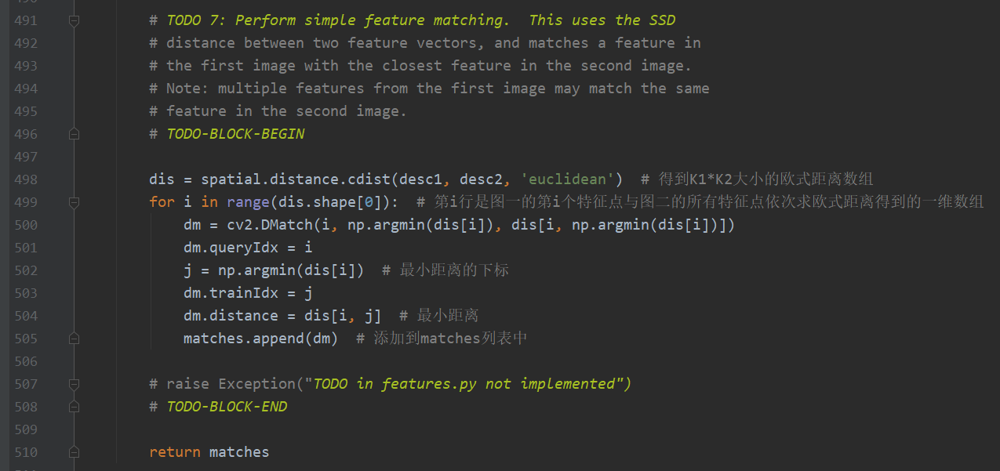 491 # TODO 7: Perform simple feature matching.  This uses the SSD
492 # distance between two feature vectors, and matches a feature in
493 # the first image with the closest feature in the second image.
494 # Note: multiple features from the first image may match the same
495 # feature in the second image.
496 # TODO-BLOCK-BEGIN
497
498 dis = spatial.distance.cdist(desc1, desc2, 'euclidean')  # 得到K1*K2大小的欧式距离数组
499 for i in range(dis.shape[0]):  # 第i行是图一的第i个特征点与图二的所有特征点依次求欧式距离得到的一维数组
500     dm = cv2.DMatch(i, np.argmin(dis[i]), dis[i, np.argmin(dis[i])])
501     dm.queryIdx = i
502     j = np.argmin(dis[i])  # 最小距离的下标
503     dm.trainIdx = j
504     dm.distance = dis[i, j]  # 最小距离
505     matches.append(dm)  # 添加到matches列表中
506
507 # raise Exception("TODO in features.py not implemented")
508 # TODO-BLOCK-END
509
510 return matches